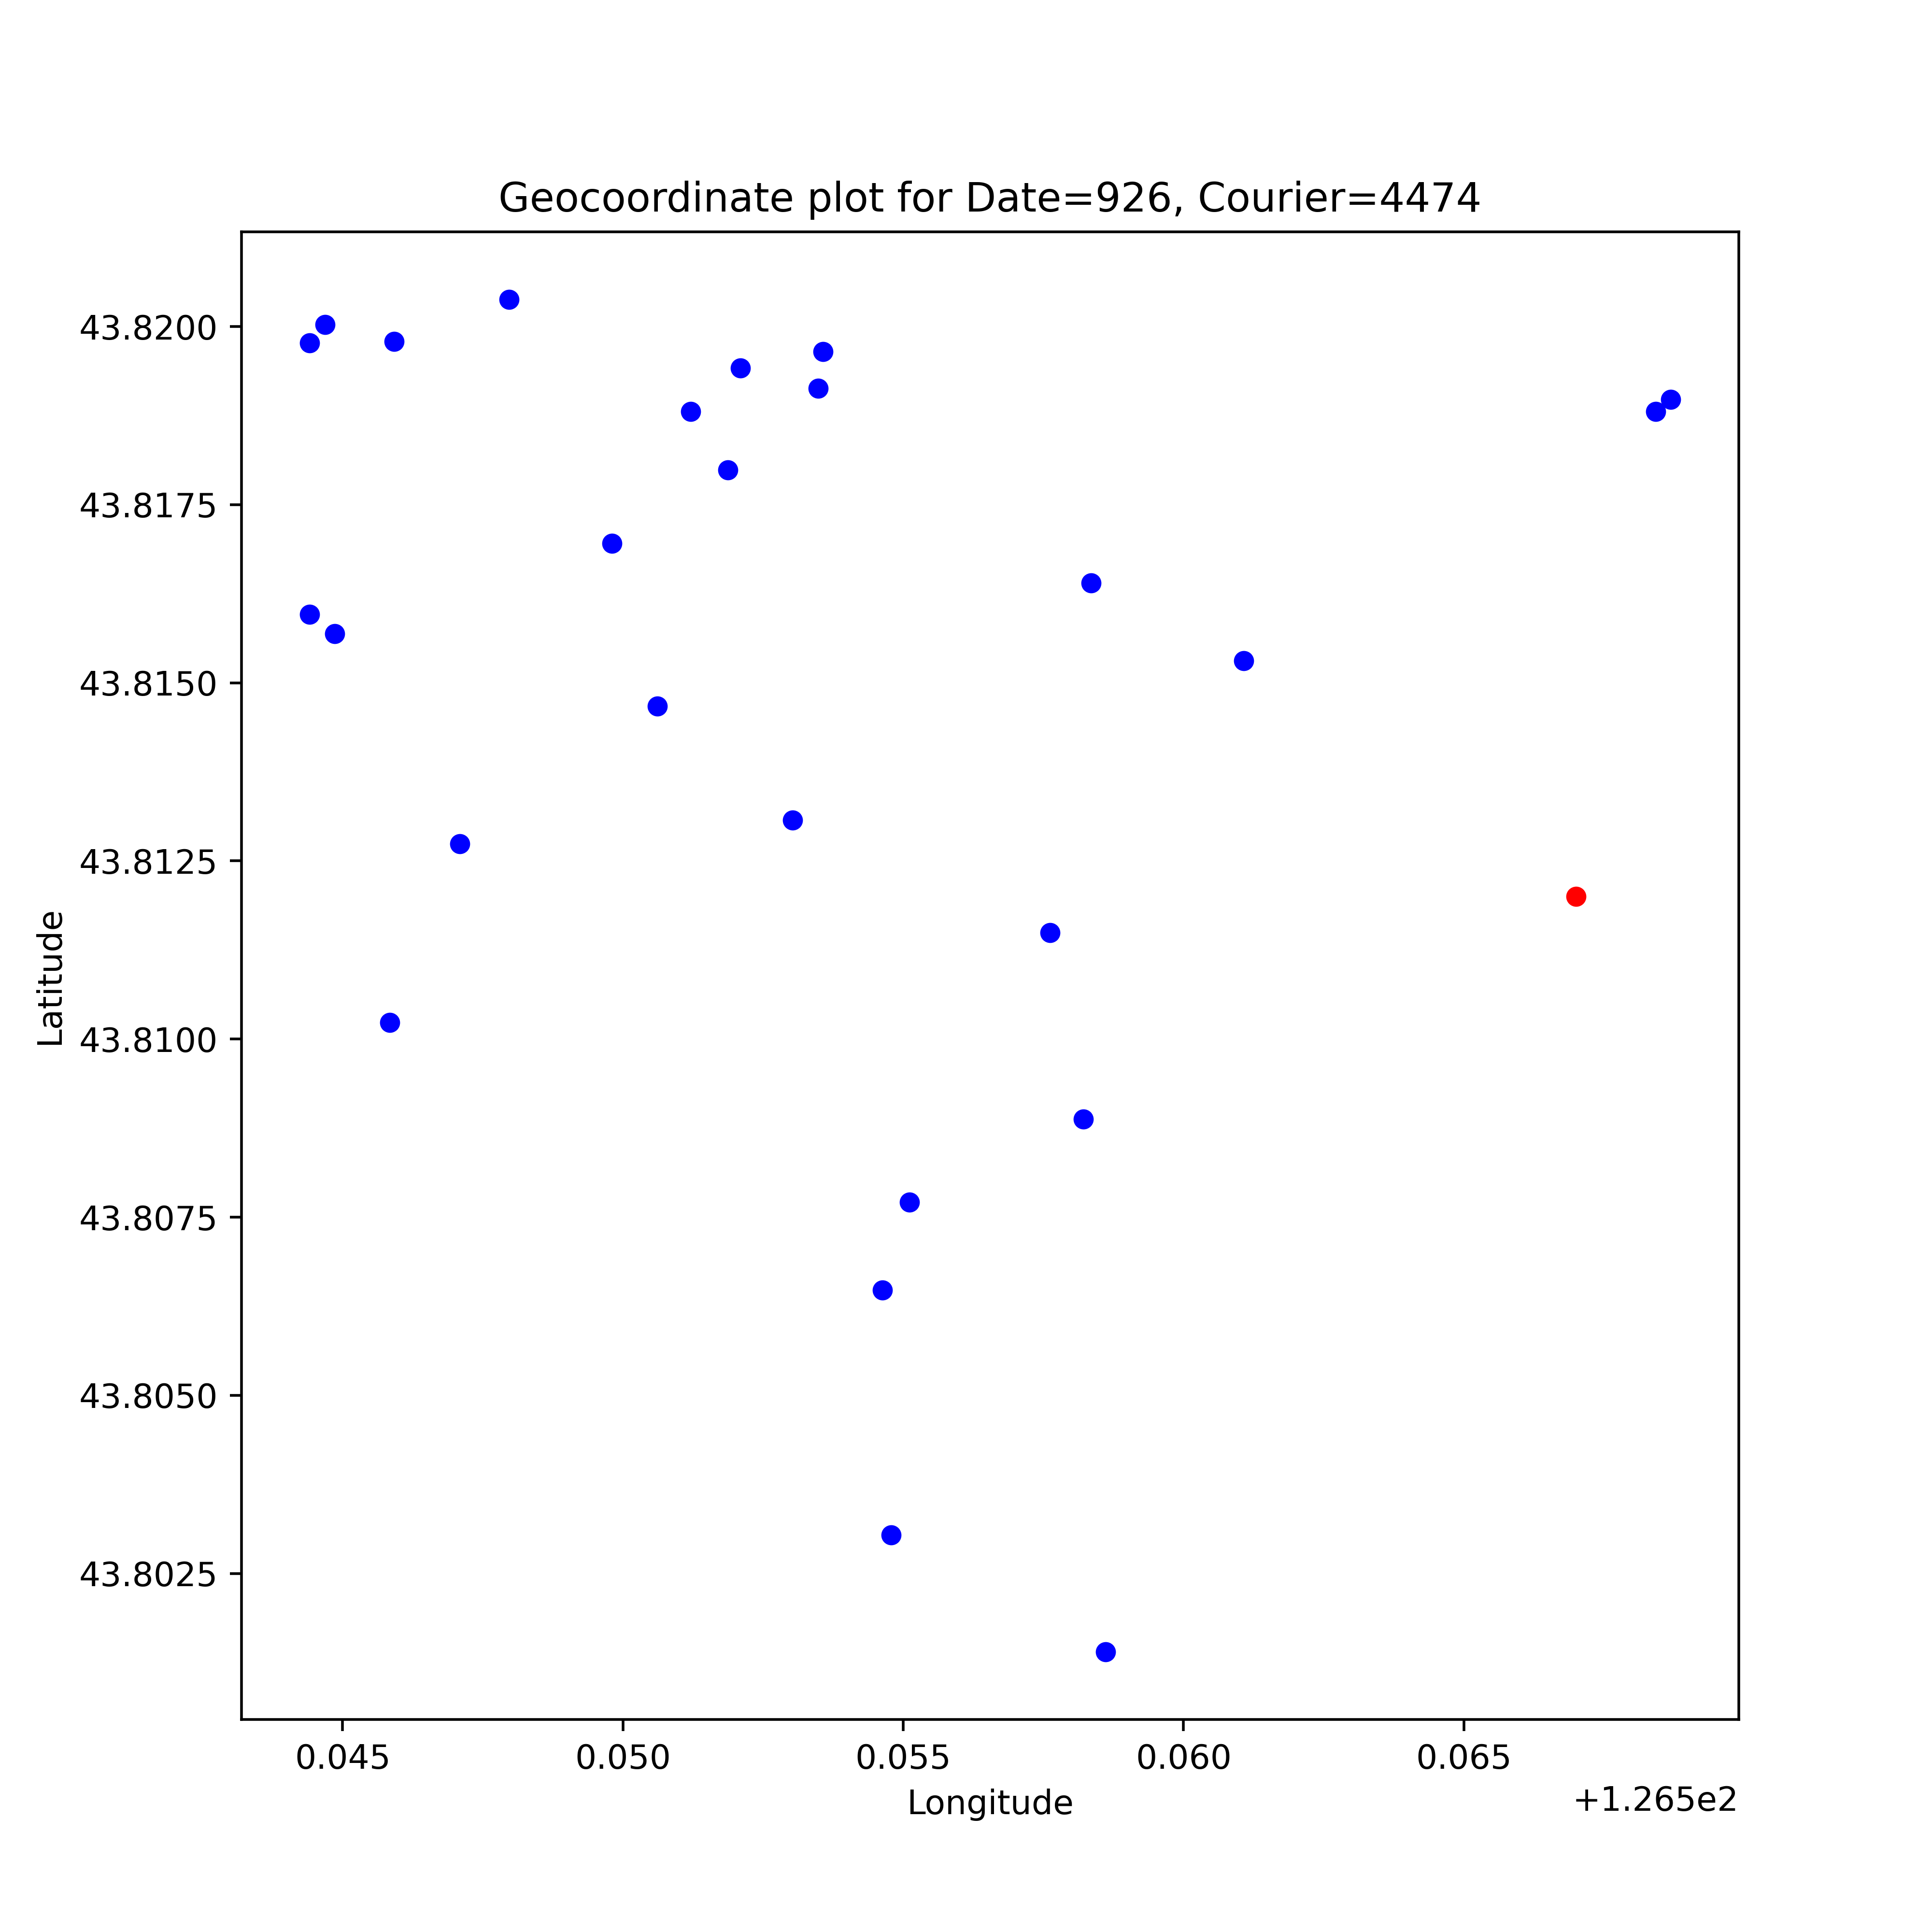 Geocoordinate plot for Date=926, Courier=4474
43.8200
43.8175
43.8150
43.8125
43.8100
43.8075
43.8050
43.8025
Latitude
0.045 0.050 0.055 0.060 0.065
Longitude
+1.265e2